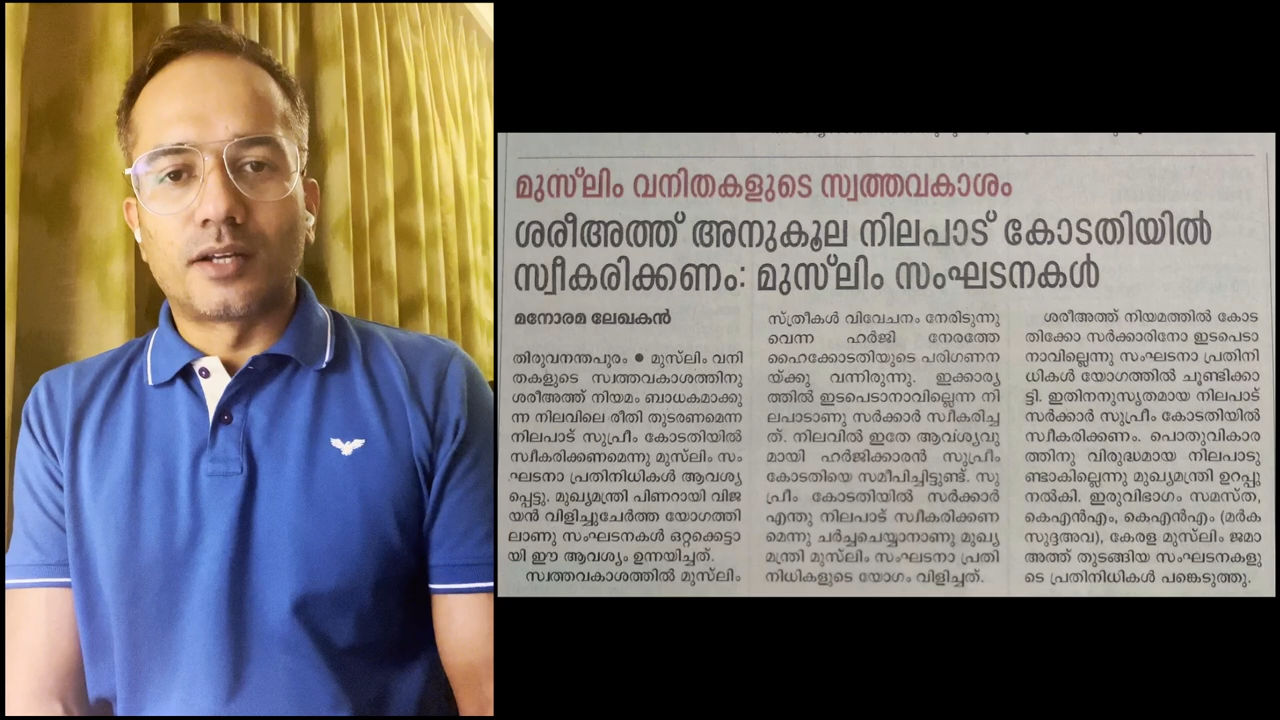 മുസ്‌ലിം വനിതകളുടെ സ്വത്തവകാശം
ശരീഅത്ത് അനുകൂല നിലപാട് കോടതിയിൽ
സ്വീകരിക്കണം: മുസ്‌ലിം സംഘടനകൾ
മനോരമ ലേഖകൻ
തിരുവനന്തപുരം ● മുസ്‌ലിം വനി
തകളുടെ സ്വത്തവകാശത്തിനു
ശരീഅത്ത് നിയമം ബാധകമാക്കു
ന്ന നിലവിലെ രീതി തുടരണമെന്ന
നിലപാട് സുപ്രീം കോടതിയിൽ
സ്വീകരിക്കണമെന്നു മുസ്‌ലിം സം
ഘടനാ പ്രതിനിധികൾ ആവശ്യ
പ്പെട്ടു. മുഖ്യമന്ത്രി പിണറായി വിജ
യൻ വിളിച്ചുചേർത്ത യോഗത്തി
ലാണു സംഘടനകൾ ഒറ്റക്കെട്ടാ
യി ഈ ആവശ്യം ഉന്നയിച്ചത്.
സ്വത്തവകാശത്തിൽ മുസ്‌ലിം
സ്ത്രീകൾ വിവേചനം നേരിടുന്നു
വെന്ന ഹർജി നേരത്തേ
ഹൈക്കോടതിയുടെ പരിഗണന
യ്ക്കു വന്നിരുന്നു. ഇക്കാര്യ
ത്തിൽ ഇടപെടാനാവില്ലെന്ന നി
ലപാടാണു സർക്കാർ സ്വീകരിച്ച
ത്. നിലവിൽ ഇതേ ആവശ്യവു
മായി ഹർജിക്കാരൻ സുപ്രീം
കോടതിയെ സമീപിച്ചിട്ടുണ്ട്. സു
പ്രീം കോടതിയിൽ സർക്കാർ
എന്തു നിലപാട് സ്വീകരിക്കണ
മെന്നു ചർച്ചചെയ്യാനാണു മുഖ്യ
മന്ത്രി മുസ്‌ലിം സംഘടനാ പ്രതി
നിധികളുടെ യോഗം വിളിച്ചത്.
ശരീഅത്ത് നിയമത്തിൽ കോട
തിക്കോ സർക്കാരിനോ ഇടപെടാ
നാവില്ലെന്നു സംഘടനാ പ്രതിനി
ധികൾ യോഗത്തിൽ ചൂണ്ടിക്കാ
ട്ടി. ഇതിനനുസൃതമായ നിലപാട്
സർക്കാർ സുപ്രീം കോടതിയിൽ
സ്വീകരിക്കണം. പൊതുവികാര
ത്തിനു വിരുദ്ധമായ നിലപാടു
ണ്ടാകില്ലെന്നു മുഖ്യമന്ത്രി ഉറപ്പു
നൽകി. ഇരുവിഭാഗം സമസ്ത,
കെഎൻഎം, കെഎൻഎം (മർക
സുദ്ദഅവ), കേരള മുസ്‌ലിം ജമാ
അത്ത് തുടങ്ങിയ സംഘടനകളു
ടെ പ്രതിനിധികൾ പങ്കെടുത്തു.